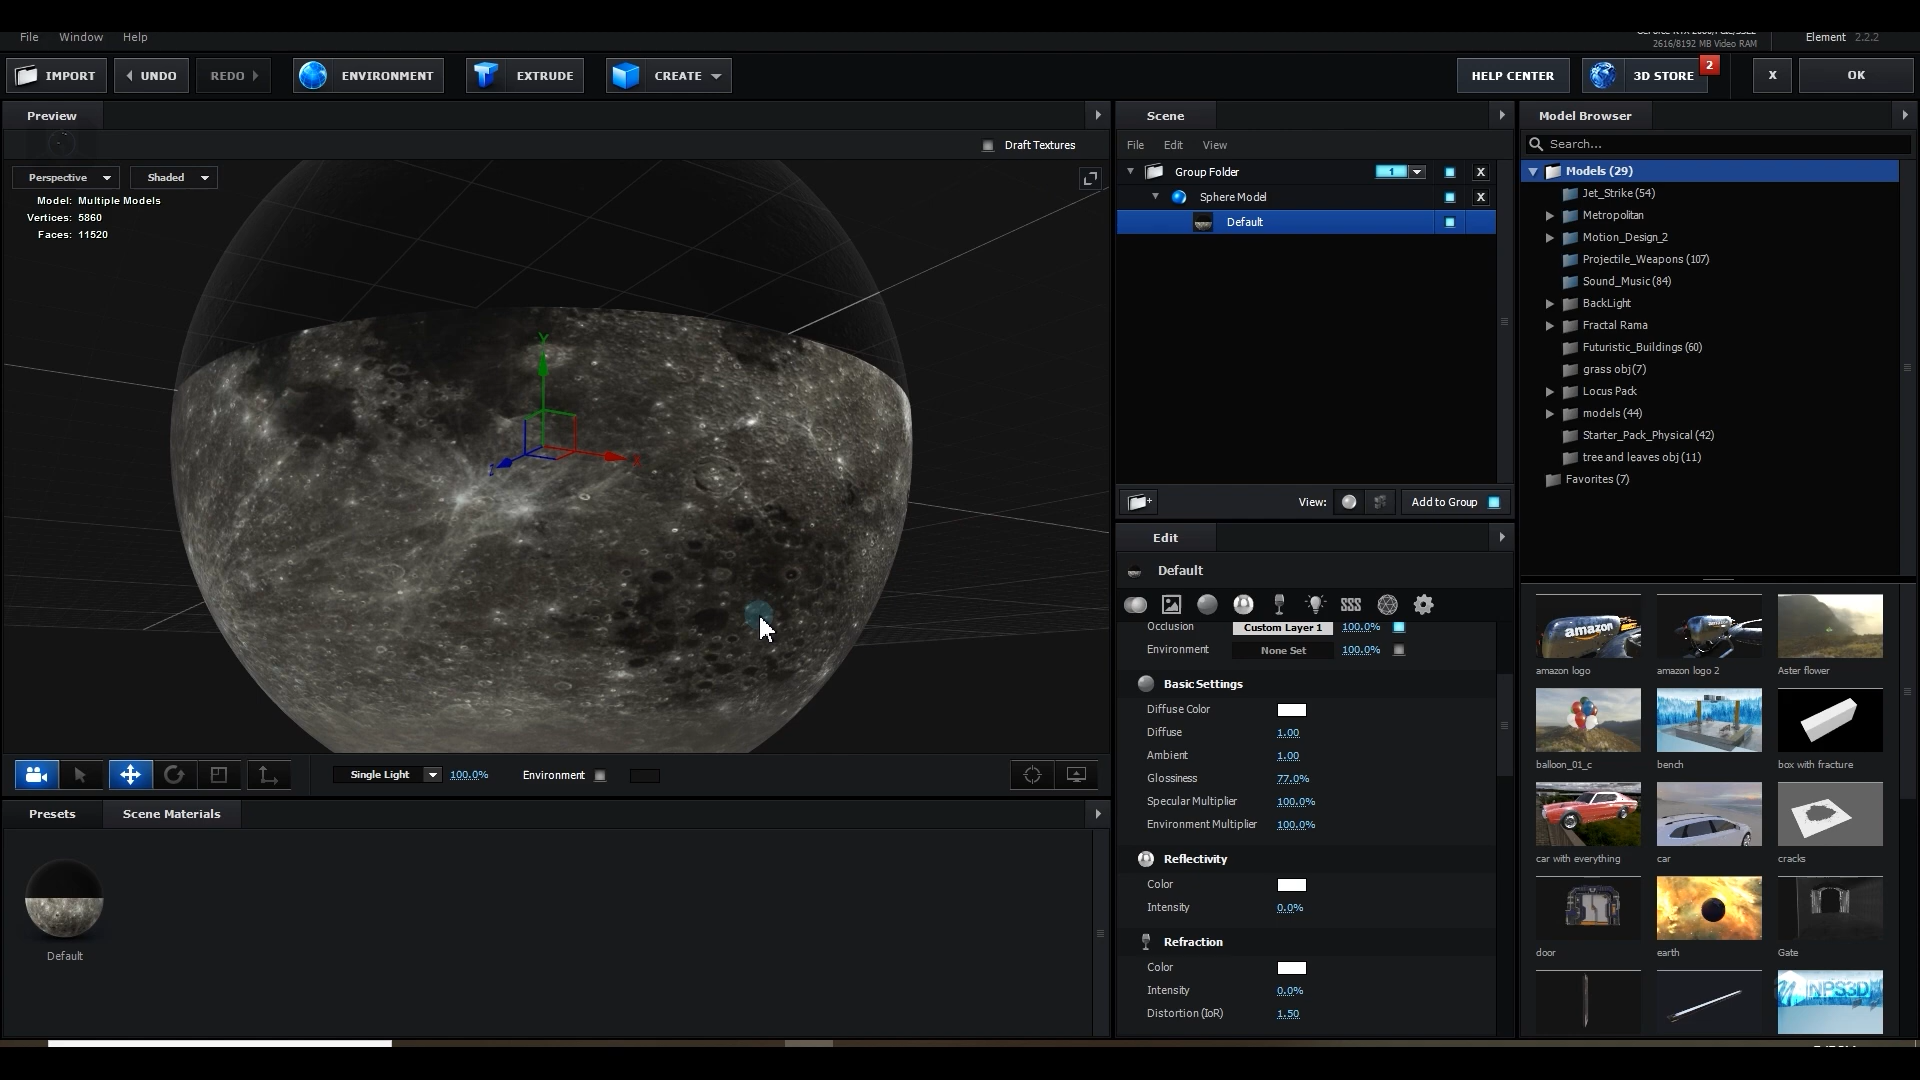 File Window Help
2616/8192 MB Video RAM
Element 2.2.2
IMPORT UNDO REDO ENVIRONMENT EXTRUDE CREATE HELP CENTER 3D STORE 2 X OK
Preview
Draft Textures
Perspective Shaded
Model: Multiple Models
Vertices: 5860
Faces: 11520
Y
X
Z
Single Light 100.0% Environment
Presets Scene Materials
Default
Scene
File Edit View
Group Folder 1 X
Sphere Model X
Default
View: Add to Group
Edit
Default
SSS
Occlusion Custom Layer 1 100.0%
Environment None Set 100.0%
Basic Settings
Diffuse Color
Diffuse 1.00
Ambient 1.00
Glossiness 77.0%
Specular Multiplier 100.0%
Environment Multiplier 100.0%
Reflectivity
Color
Intensity 0.0%
Refraction
Color
Intensity 0.0%
Distortion (IoR) 1.50
Model Browser
Search...
Models (29)
Jet_Strike (54)
Metropolitan
Motion_Design_2
Projectile_Weapons (107)
Sound_Music (84)
BackLight
Fractal Rama
Futuristic_Buildings (60)
grass obj(7)
Locus Pack
models (44)
Starter_Pack_Physical (42)
tree and leaves obj (11)
Favorites (7)
amazon
amazon
amazon logo amazon logo 2 Aster flower
balloon_01_c bench box with fracture
car with everything car cracks
door earth Gate
NPS3D